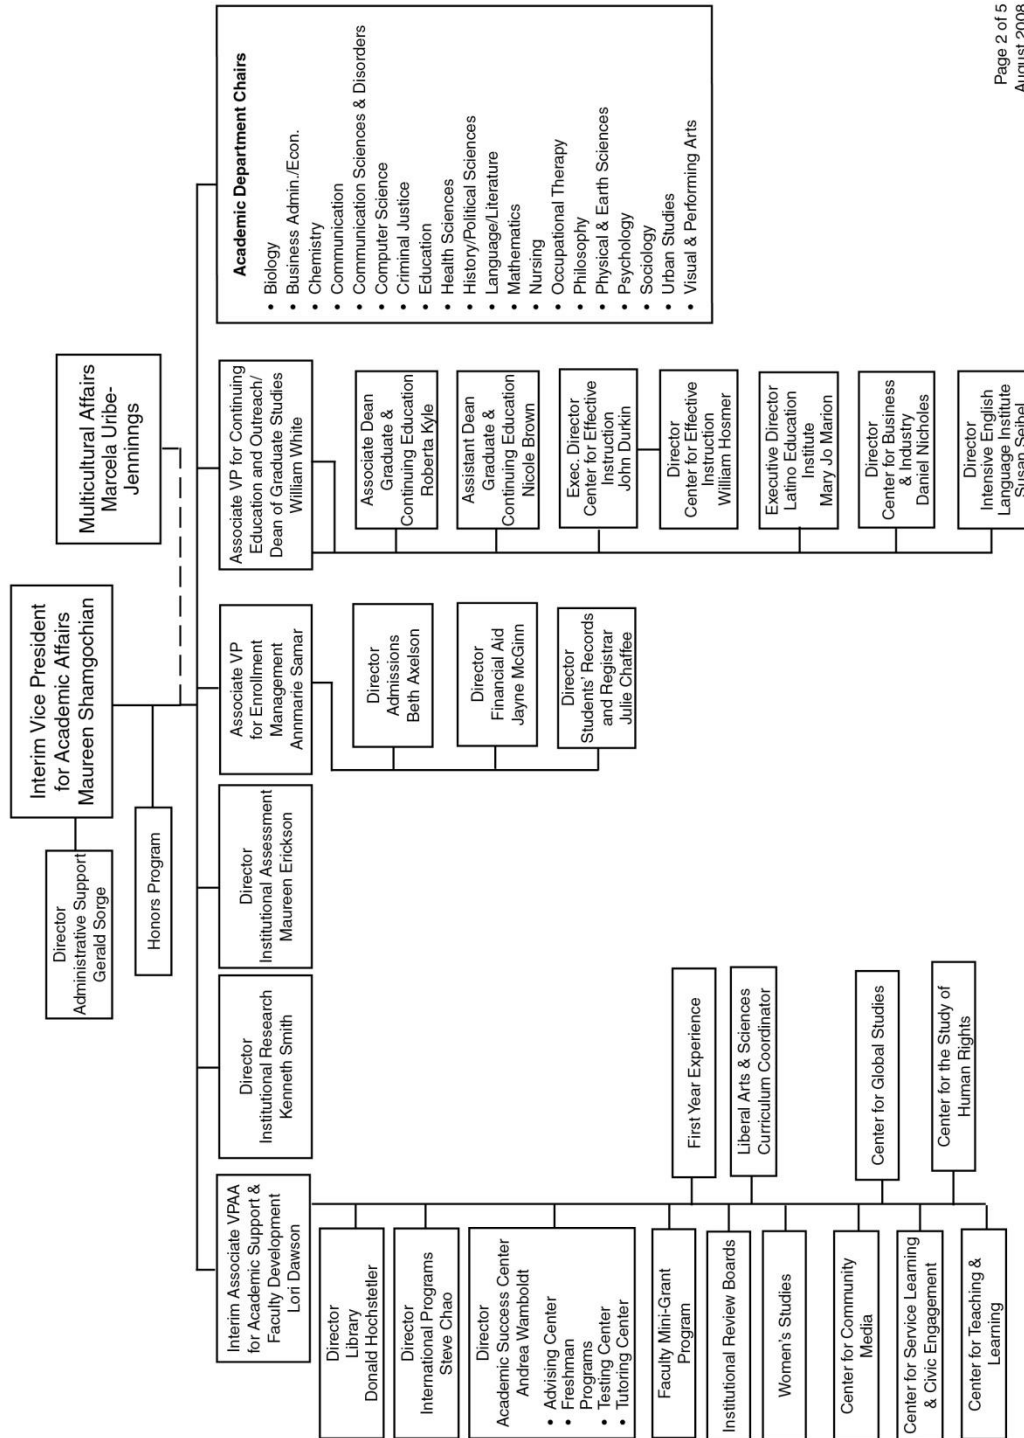 Interim Vice President
for Academic Affairs
Maureen Shamgochian
Director
Administrative Support
Gerald Sorge
Honors Program
Multicultural Affairs
Marcela Uribe-
Jenninngs
Interim Associate VPAA
for Academic Support &
Faculty Development
Lori Dawson
Director
Library
Donald Hochstetler
Director
International Programs
Steve Chao
Director
Academic Success Center
Andrea Wamboldt
• Advising Center
• Freshman
Programs
• Testing Center
• Tutoring Center
Faculty Mini-Grant
Program
Institutional Review Boards
Women's Studies
Center for Community
Media
Center for Service Learning
& Civic Engagement
Center for Teaching &
Learning
First Year Experience
Liberal Arts & Sciences
Curriculum Coordinator
Center for Global Studies
Center for the Study of
Human Rights
Director
Institutional Research
Kenneth Smith
Director
Institutional Assessment
Maureen Erickson
Associate VP
for Enrollment
Management
Annmarie Samar
Director
Admissions
Beth Axelson
Director
Financial Aid
Jayne McGinn
Director
Students' Records
and Registrar
Julie Chaffee
Associate VP for Continuing
Education and Outreach/
Dean of Graduate Studies
William White
Associate Dean
Graduate &
Continuing Education
Roberta Kyle
Assistant Dean
Graduate &
Continuing Education
Nicole Brown
Exec. Director
Center for Effective
Instruction
John Durkin
Director
Center for Effective
Instruction
William Hosmer
Executive Director
Latino Education
Institute
Mary Jo Marion
Director
Center for Business
& Industry
Daniel Nicholes
Director
Intensive English
Language Institute
Susan Seibel
Academic Department Chairs
• Biology
• Business Admin./Econ.
• Chemistry
• Communication
• Communication Sciences & Disorders
• Computer Science
• Criminal Justice
• Education
• Health Sciences
• History/Political Sciences
• Language/Literature
• Mathematics
• Nursing
• Occupational Therapy
• Philosophy
• Physical & Earth Sciences
• Psychology
• Sociology
• Urban Studies
• Visual & Performing Arts
Page 2 of 5
August 2008